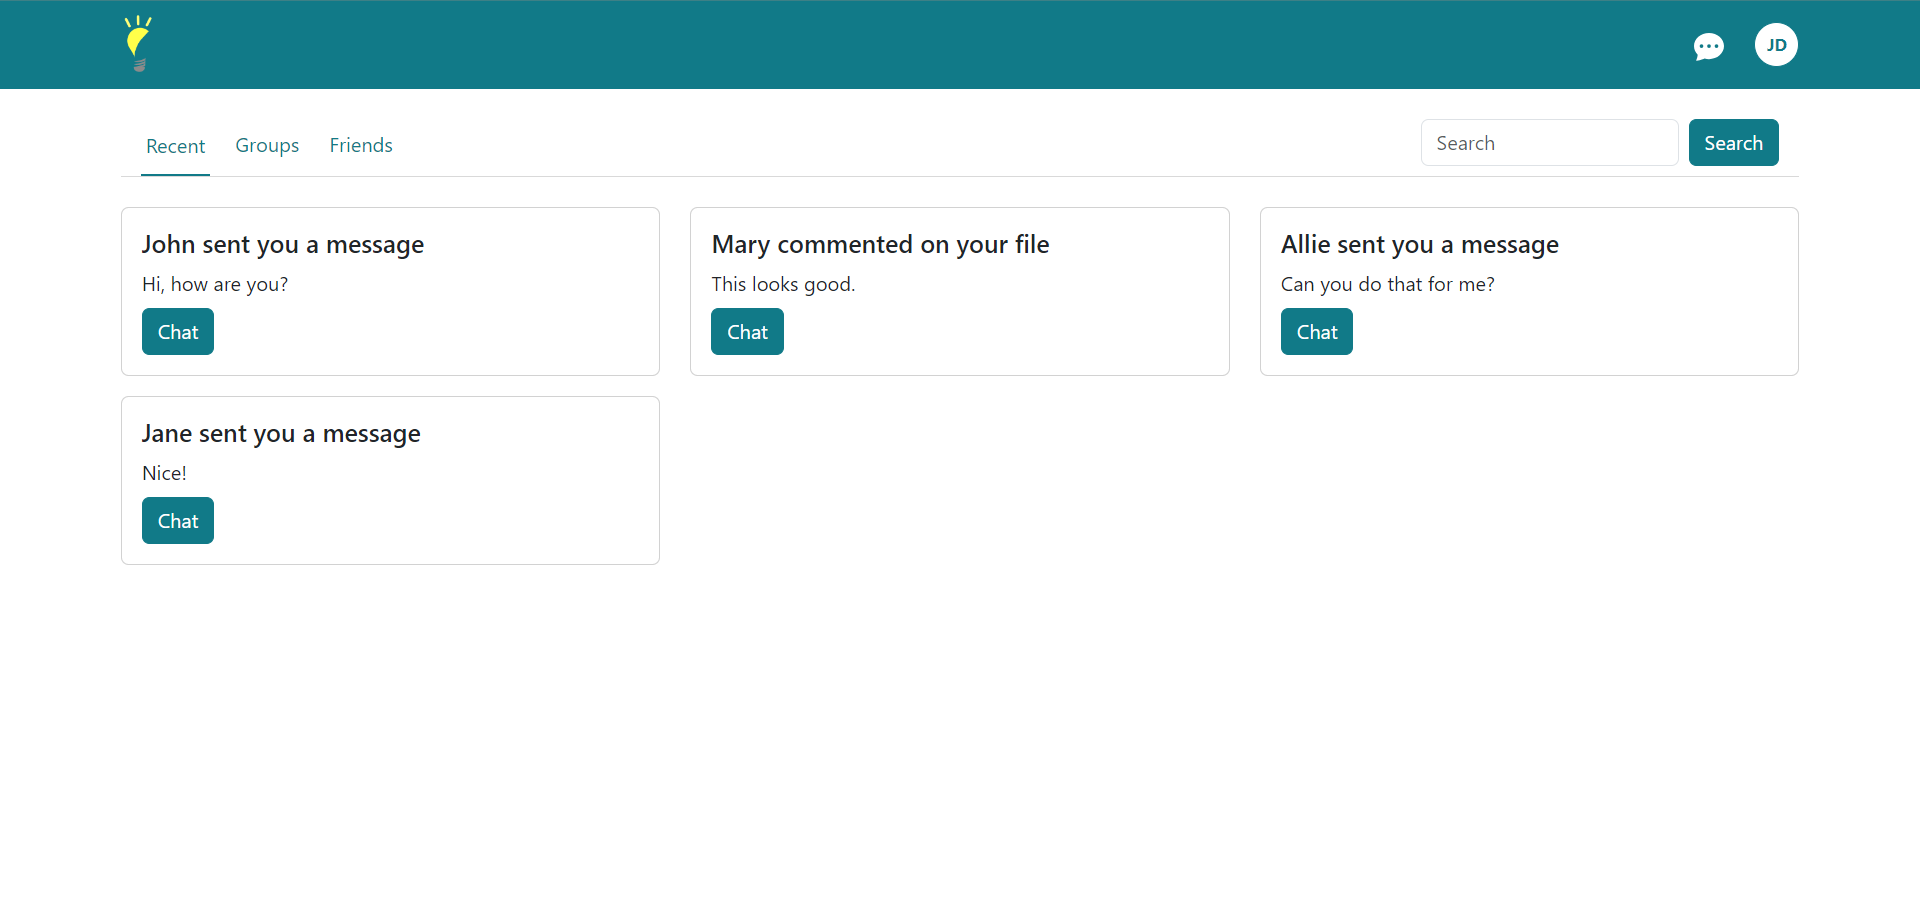 JD
Recent Groups Friends Search Search
John sent you a message
Hi, how are you?
Chat
Mary commented on your file
This looks good.
Chat
Allie sent you a message
Can you do that for me?
Chat
Jane sent you a message
Nice!
Chat